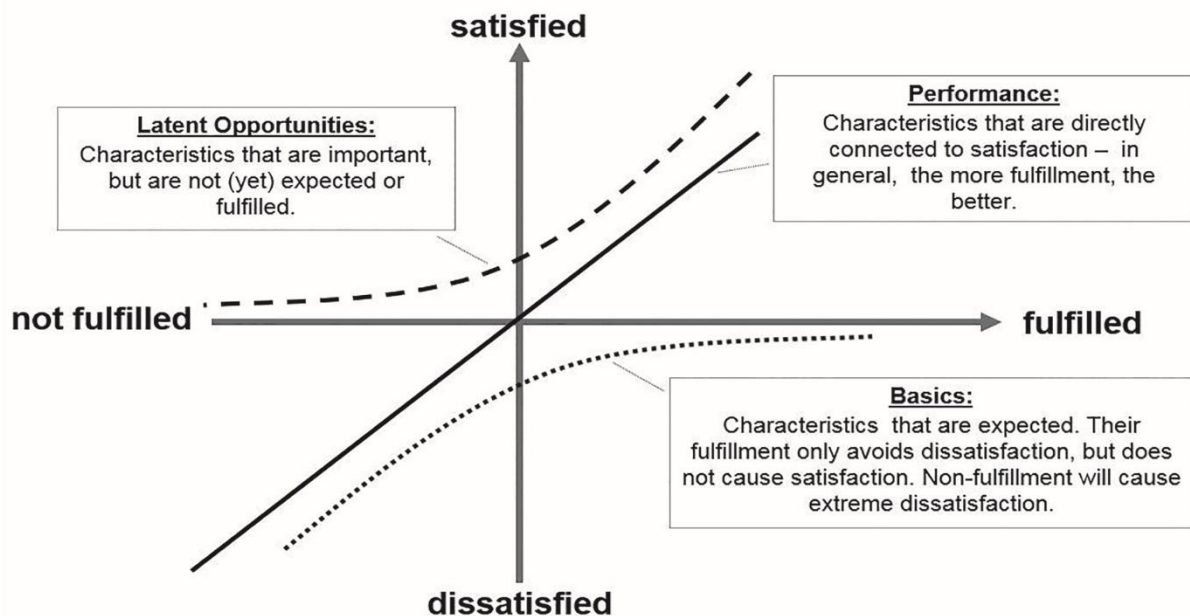 satisfied
Latent Opportunities:
Characteristics that are important,
but are not (yet) expected or
fulfilled.
Performance:
Characteristics that are directly
connected to satisfaction – in
general, the more fulfillment, the
better.
not fulfilled
fulfilled
Basics:
Characteristics that are expected. Their
fulfillment only avoids dissatisfaction, but does
not cause satisfaction. Non-fulfillment will cause
extreme dissatisfaction.
dissatisfied